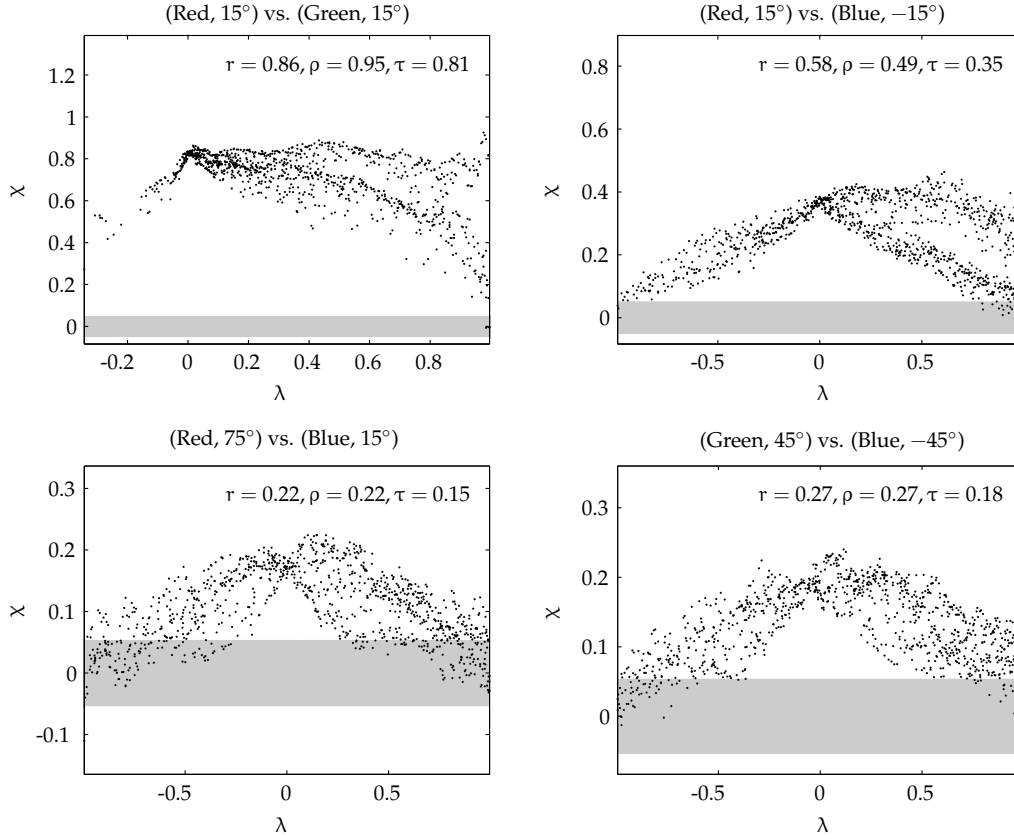 (Red, 15°) vs. (Green, 15°)
r = 0.86, ρ = 0.95, τ = 0.81
1.2
1
0.8
0.6
0.4
0.2
0
χ
-0.2
0
0.2
0.4
0.6
0.8
λ
(Red, 15°) vs. (Blue, −15°)
r = 0.58, ρ = 0.49, τ = 0.35
0.8
0.6
0.4
0.2
0
χ
-0.5
0
0.5
λ
(Red, 75°) vs. (Blue, 15°)
r = 0.22, ρ = 0.22, τ = 0.15
0.3
0.2
0.1
0
-0.1
χ
-0.5
0
0.5
λ
(Green, 45°) vs. (Blue, −45°)
r = 0.27, ρ = 0.27, τ = 0.18
0.3
0.2
0.1
0
χ
-0.5
0
0.5
λ